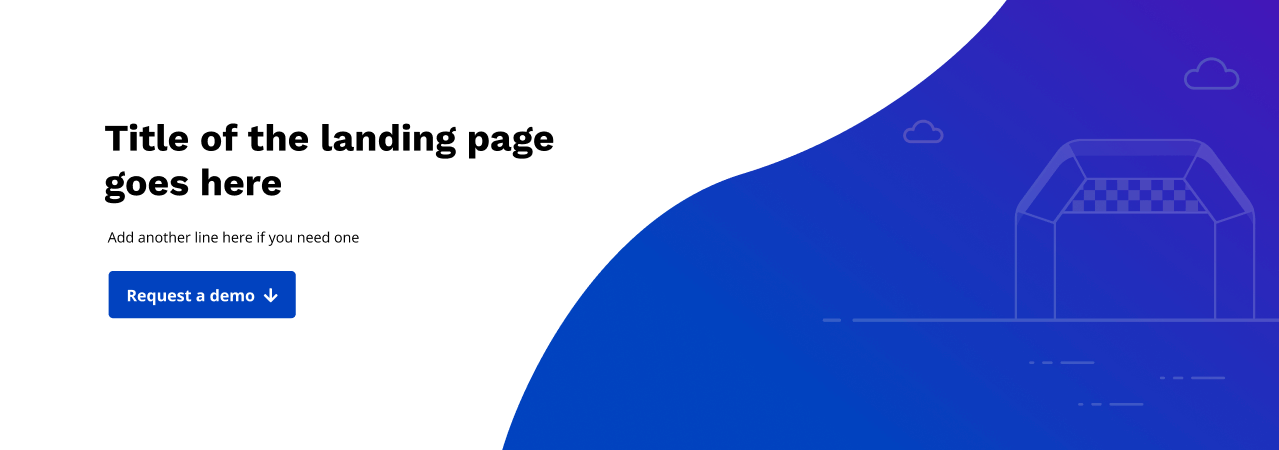 Title of the landing page
goes here
Add another line here if you need one
Request a demo